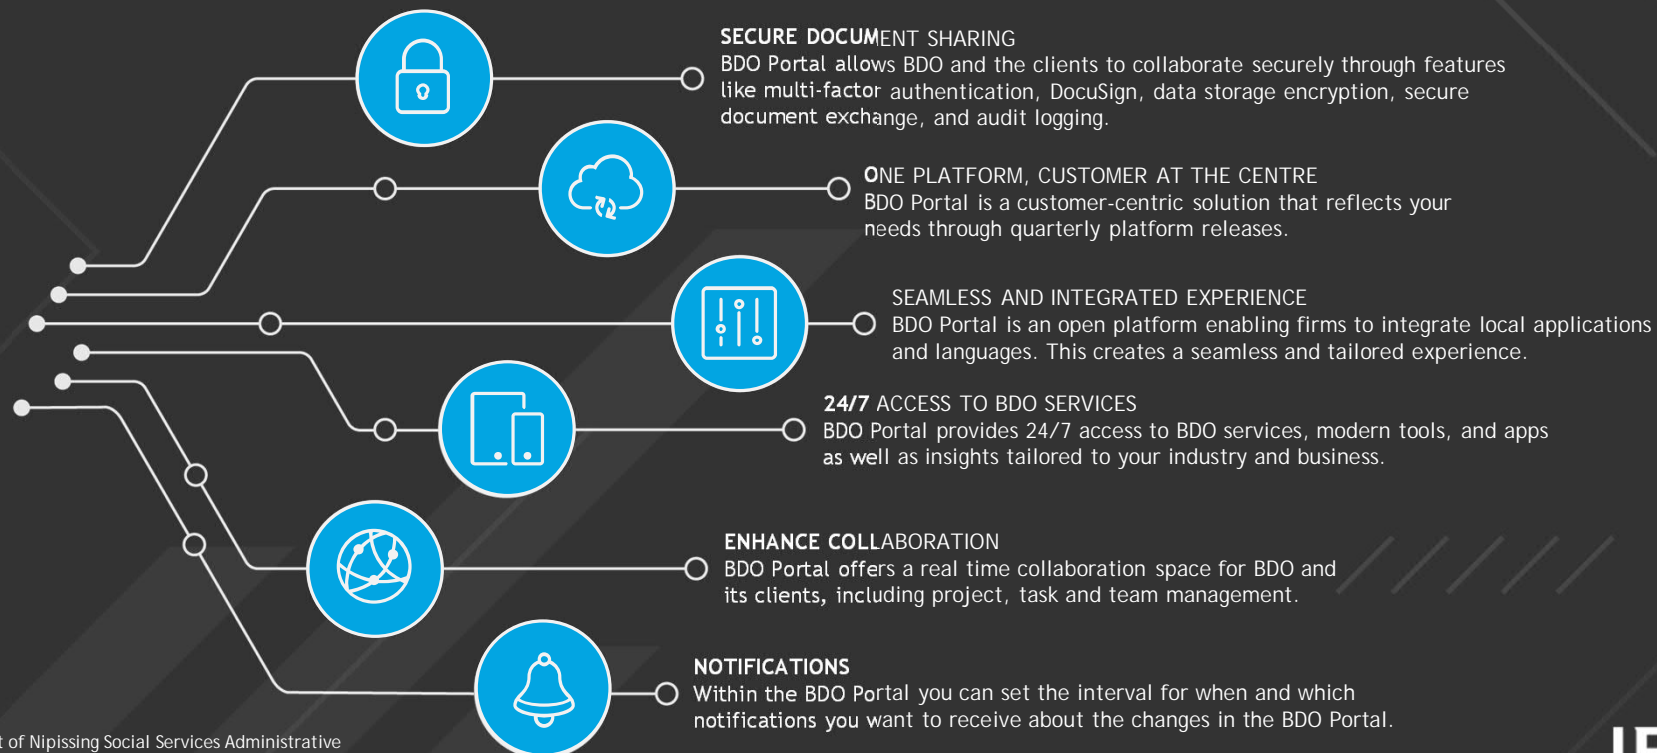 SECURE DOCUMENT SHARING
BDO Portal allows BDO and the clients to collaborate securely through features
like multi-factor authentication, DocuSign, data storage encryption, secure
document exchange, and audit logging.
ONE PLATFORM, CUSTOMER AT THE CENTRE
BDO Portal is a customer-centric solution that reflects your
needs through quarterly platform releases.
SEAMLESS AND INTEGRATED EXPERIENCE
BDO Portal is an open platform enabling firms to integrate local applications
and languages. This creates a seamless and tailored experience.
24/7 ACCESS TO BDO SERVICES
BDO Portal provides 24/7 access to BDO services, modern tools, and apps
as well as insights tailored to your industry and business.
ENHANCE COLLABORATION
BDO Portal offers a real time collaboration space for BDO and
its clients, including project, task and team management.
NOTIFICATIONS
Within the BDO Portal you can set the interval for when and which
notifications you want to receive about the changes in the BDO Portal.
of Nipissing Social Services Administrative